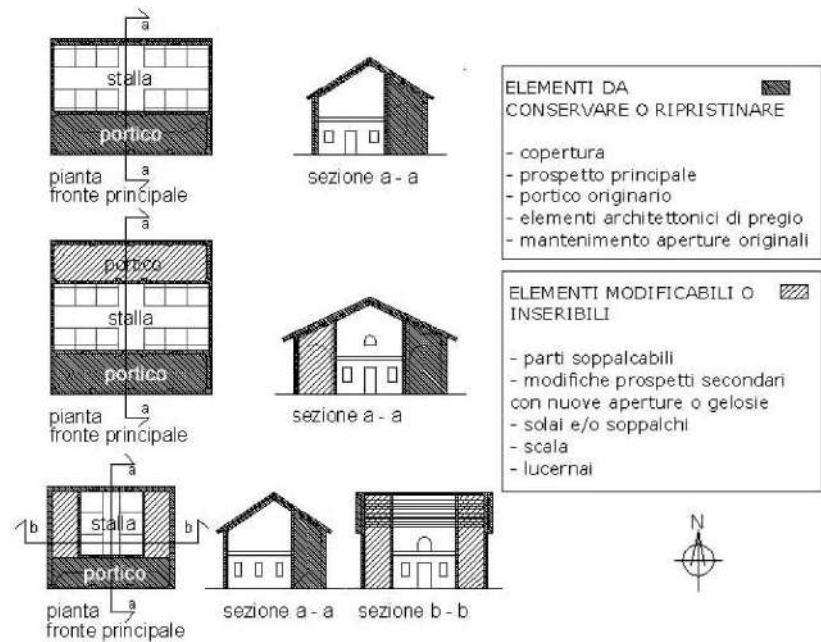 a
stalla
portico
a
pianta
fronte principale
sezione a - a
a
portico
stalla
portico
a
pianta
fronte principale
sezione a - a
a
b
stalla
b
portico
a
pianta
fronte principale
sezione a - a
sezione b - b
ELEMENTI DA
CONSERVARE O RIPRISTINARE
- copertura
- prospetto principale
- portico originario
- elementi architettonici di pregio
- mantenimento aperture originali
ELEMENTI MODIFICABILI O
INSERIBILI
- parti soppalcabili
- modifiche prospetti secondari
con nuove aperture o gelosie
- solai e/o soppalchi
- scala
- lucernai
N